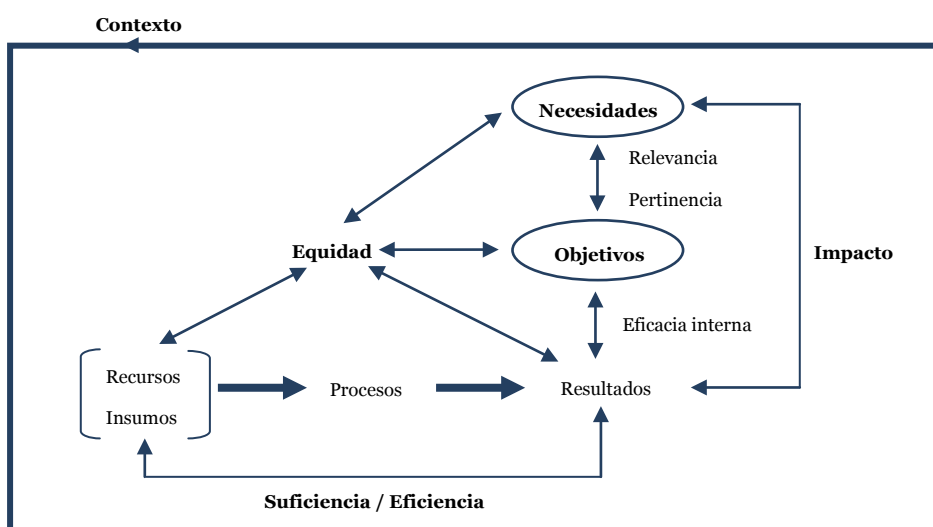 Contexto
Necesidades
Relevancia
Pertinencia
Equidad
Objetivos
Impacto
Eficacia interna
Recursos
Insumos
Procesos
Resultados
Suficiencia / Eficiencia